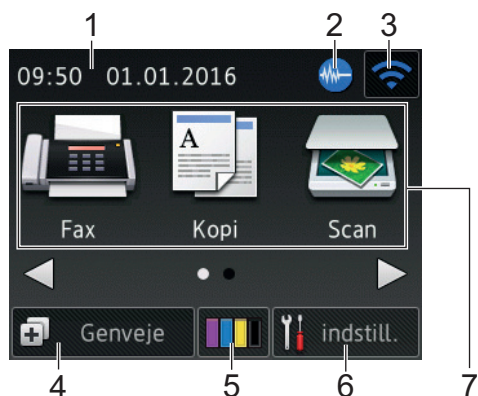 1 2 3
09:50 01.01.2016
A
Fax Kopi Scan
Genveje indstill.
4 5 6 7